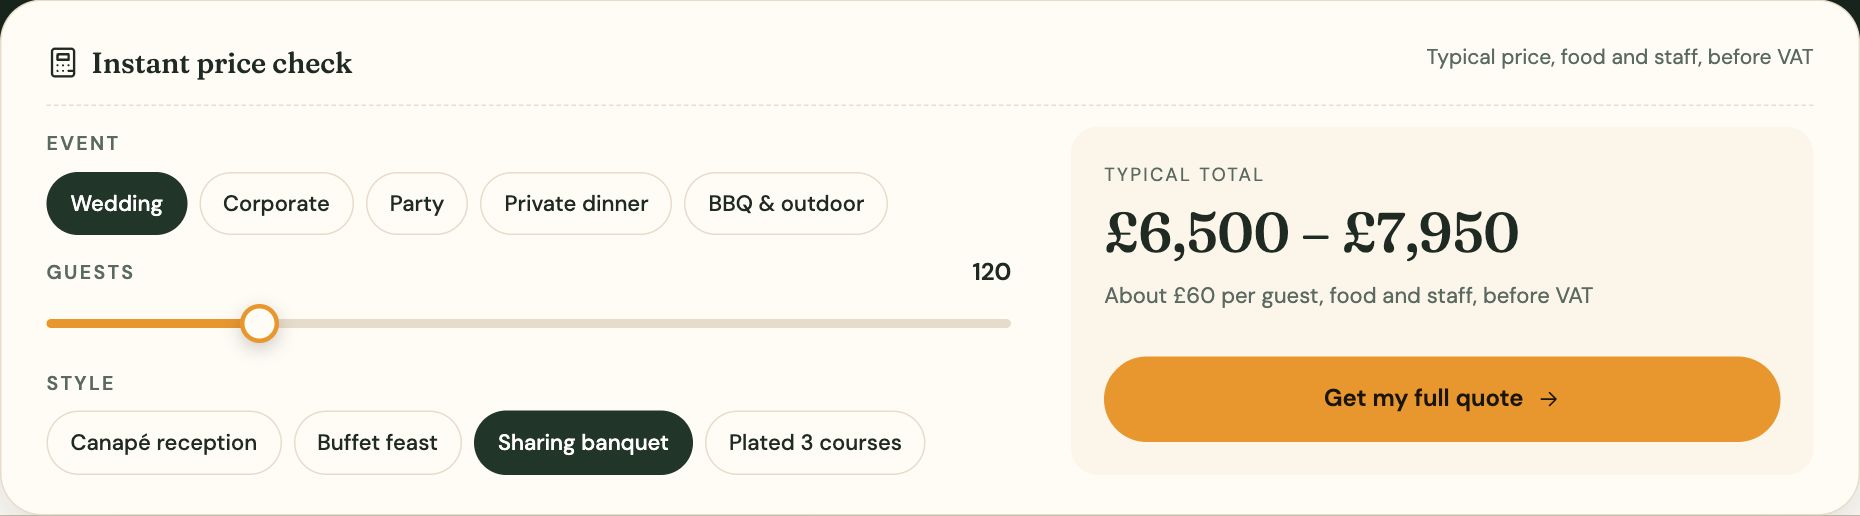 Instant price check
Typical price, food and staff, before VAT
EVENT
Wedding
Corporate
Party
Private dinner
BBQ & outdoor
GUESTS
120
STYLE
Canapé reception
Buffet feast
Sharing banquet
Plated 3 courses
TYPICAL TOTAL
£6,500 – £7,950
About £60 per guest, food and staff, before VAT
Get my full quote →